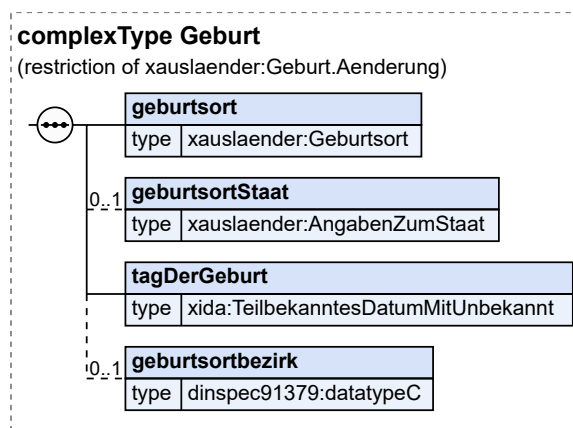 complexType Geburt
(restriction of xauslaender:Geburt.Aenderung)
geburtsort
type xauslaender:Geburtsort
0..1 geburtsortStaat
type xauslaender:AngabenZumStaat
tagDerGeburt
type xida:TeilbekanntesDatumMitUnbekannt
0..1 geburtsortbezirk
type dinspec91379:datatypeC